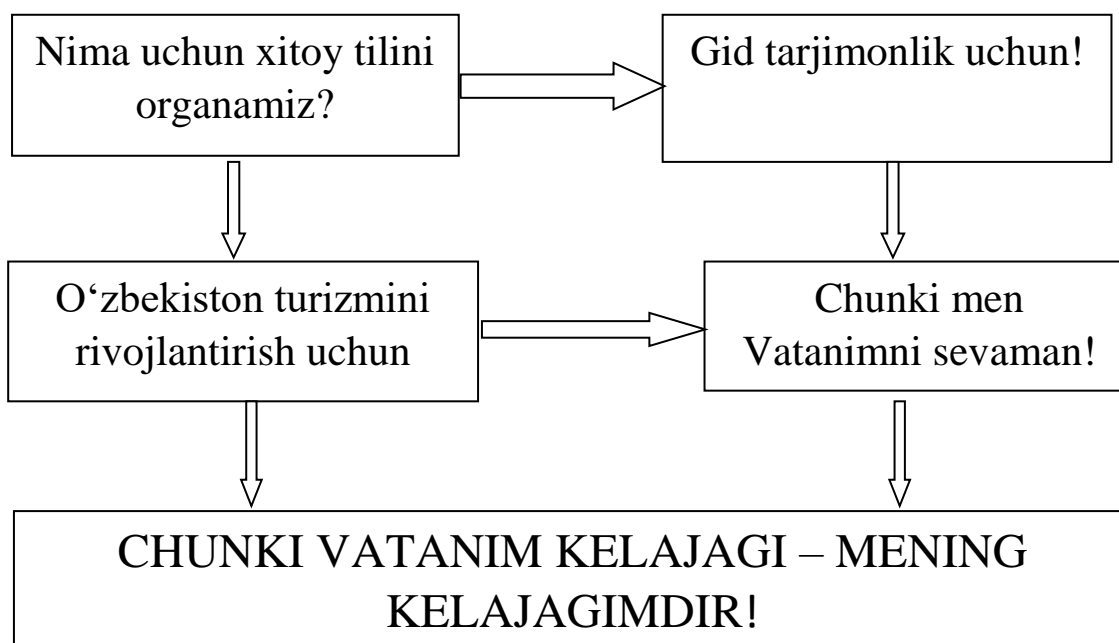 Nima uchun xitoy tilini
organamiz?
Gid tarjimonlik uchun!
O‘zbekiston turizmini
rivojlantirish uchun
Chunki men
Vatanimni sevaman!
CHUNKI VATANIM KELAJAGI – MENING
KELAJAGIMDIR!